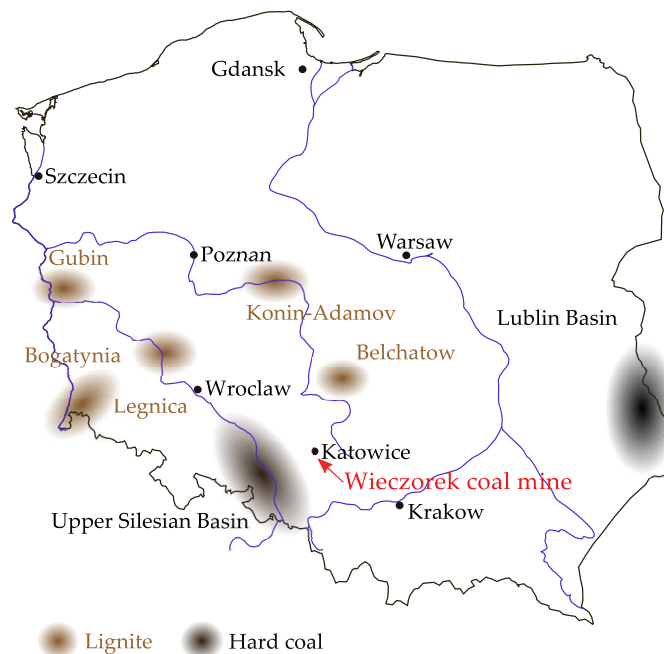 Gdansk
Szczecin
Gubin
Poznan
Warsaw
Konin-Adamov
Lublin Basin
Bogatynia
Belchatow
Legnica
Wroclaw
Katowice
Wieczorek coal mine
Upper Silesian Basin
Krakow
Lignite
Hard coal